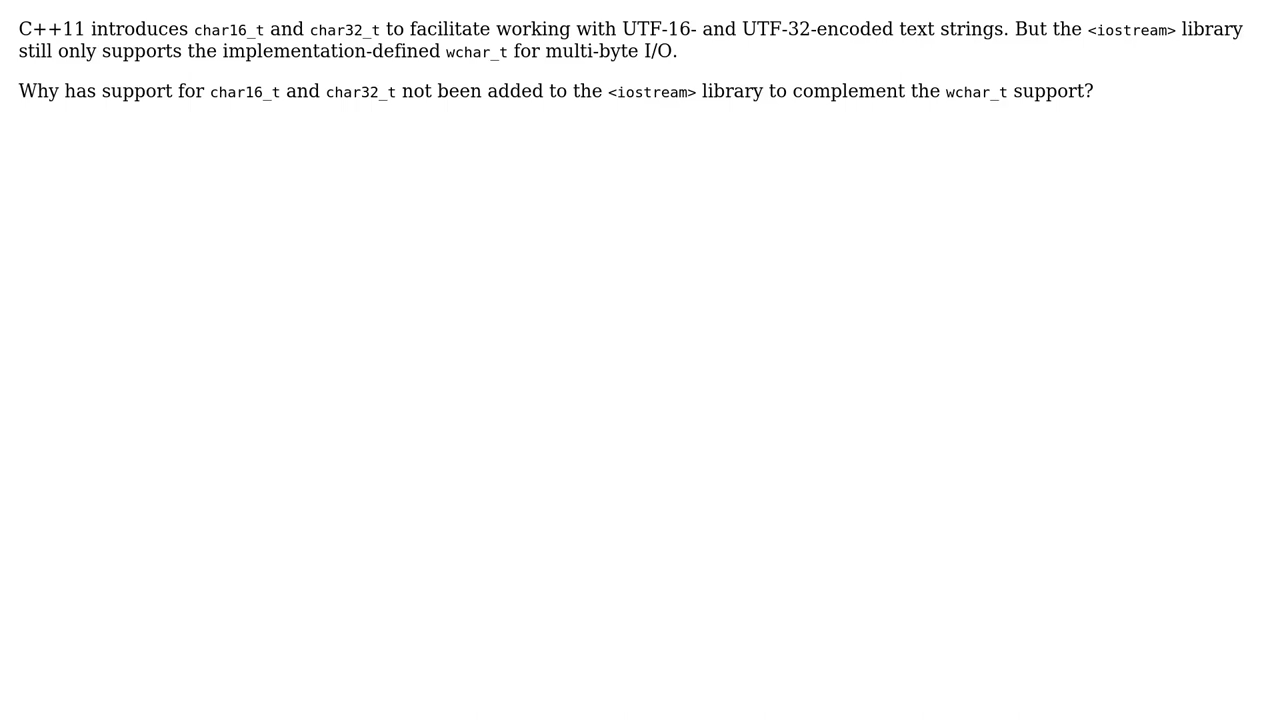 C++11 introduces char16_t and char32_t to facilitate working with UTF-16- and UTF-32-encoded text strings. But the <iostream> library
still only supports the implementation-defined wchar_t for multi-byte I/O.
Why has support for char16_t and char32_t not been added to the <iostream> library to complement the wchar_t support?